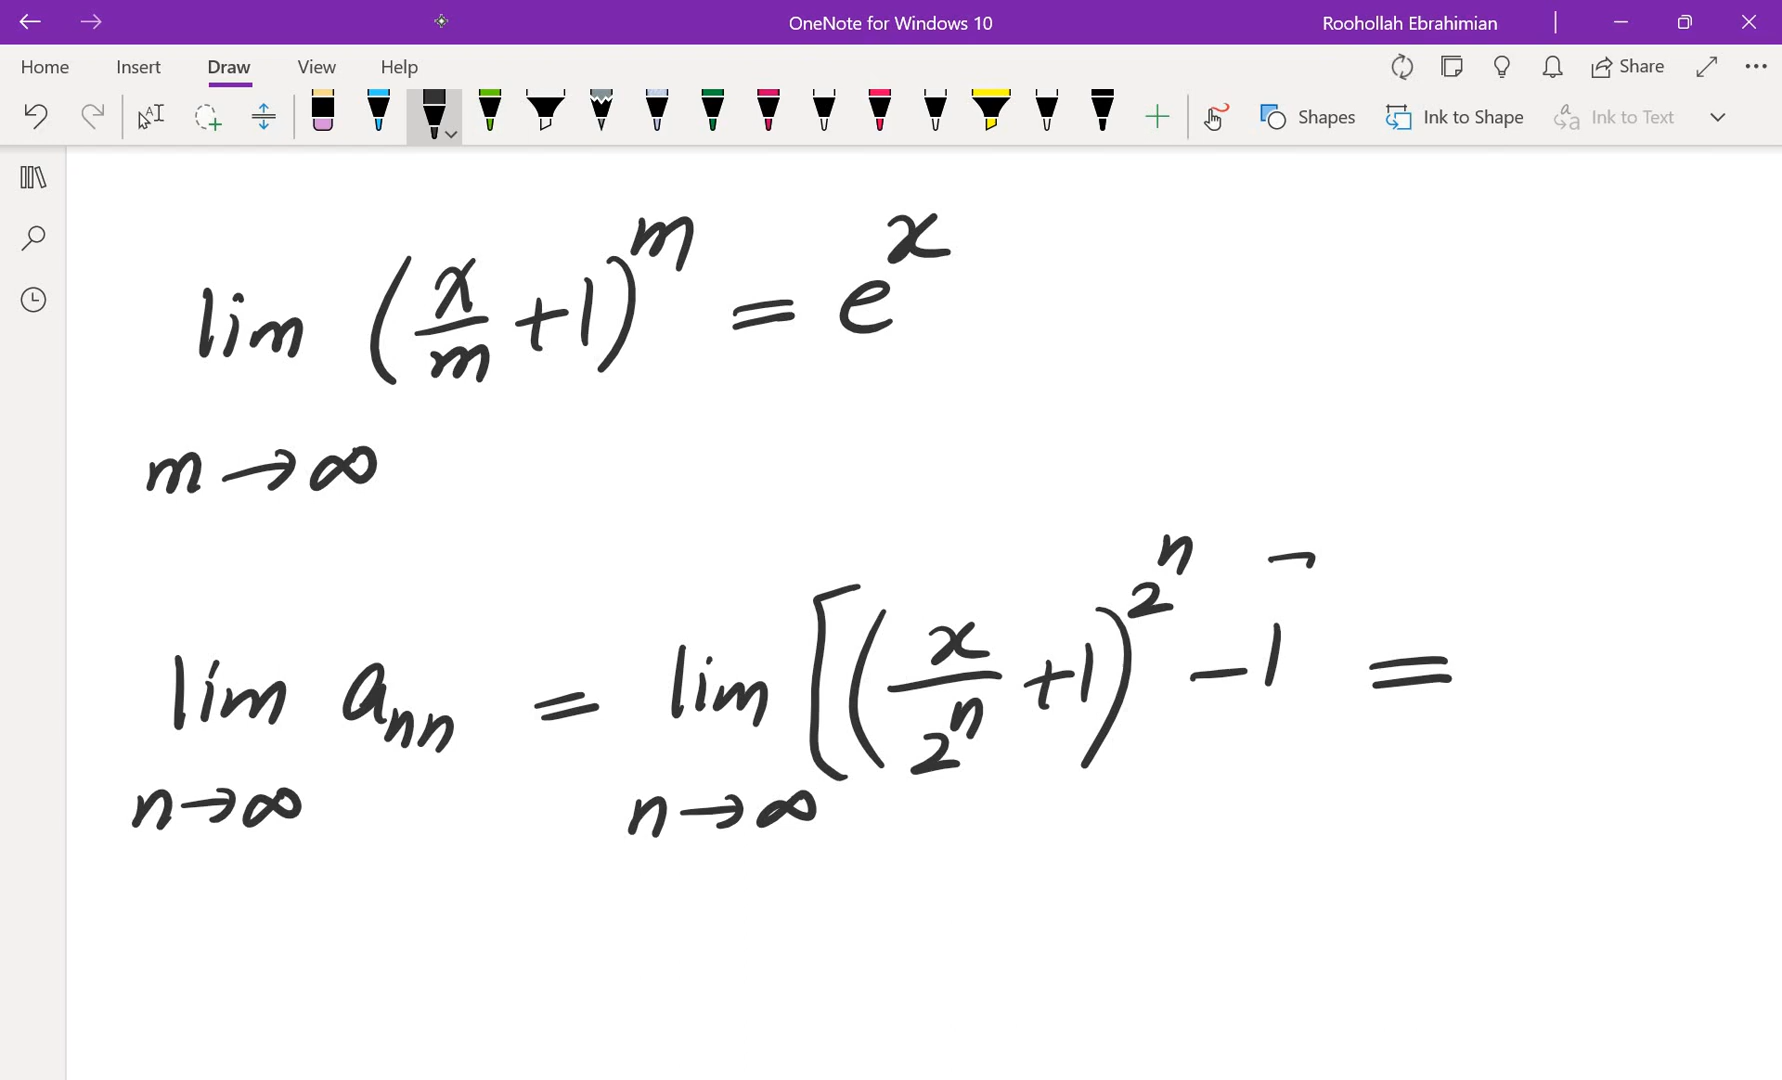 OneNote for Windows 10
Roohollah Ebrahimian
Home Insert Draw View Help Share
Shapes Ink to Shape Ink to Text
lim (x/m + 1)^m = e^x
m → ∞
lim a_nn = lim [(x/2^n + 1)^2^n - 1 =
n → ∞ n → ∞